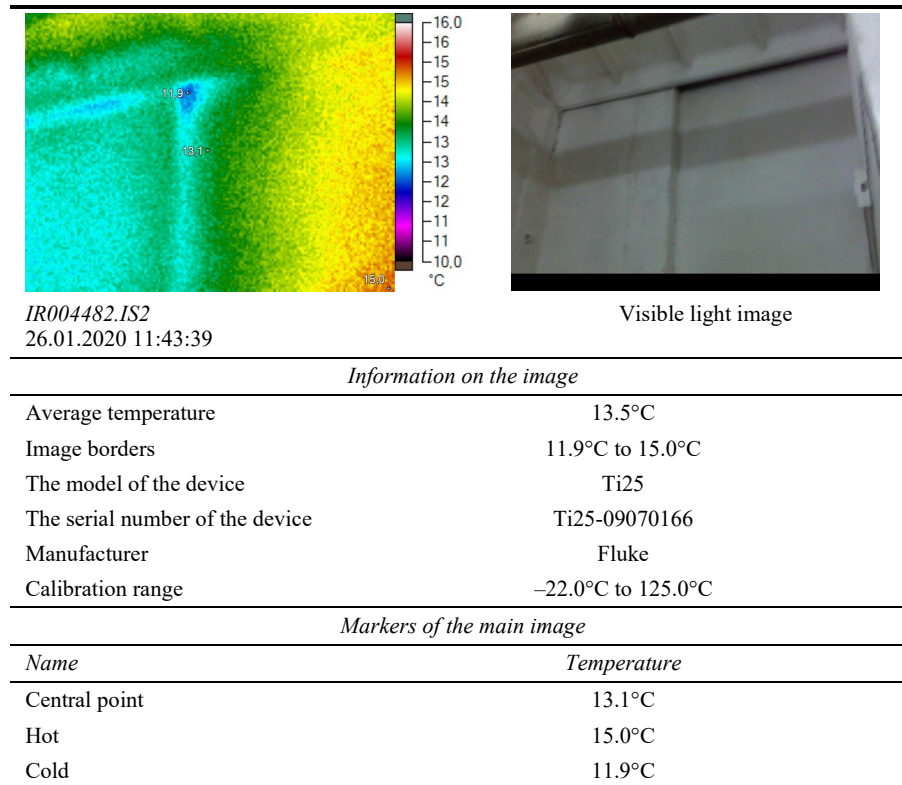 11,9
13,1
15,0
16,0
16
15
15
14
14
13
13
12
12
11
11
10,0
°C
IR004482.IS2
26.01.2020 11:43:39
Visible light image
Information on the image
Average temperature 13.5°C
Image borders 11.9°C to 15.0°C
The model of the device Ti25
The serial number of the device Ti25-09070166
Manufacturer Fluke
Calibration range –22.0°C to 125.0°C
Markers of the main image
Name Temperature
Central point 13.1°C
Hot 15.0°C
Cold 11.9°C